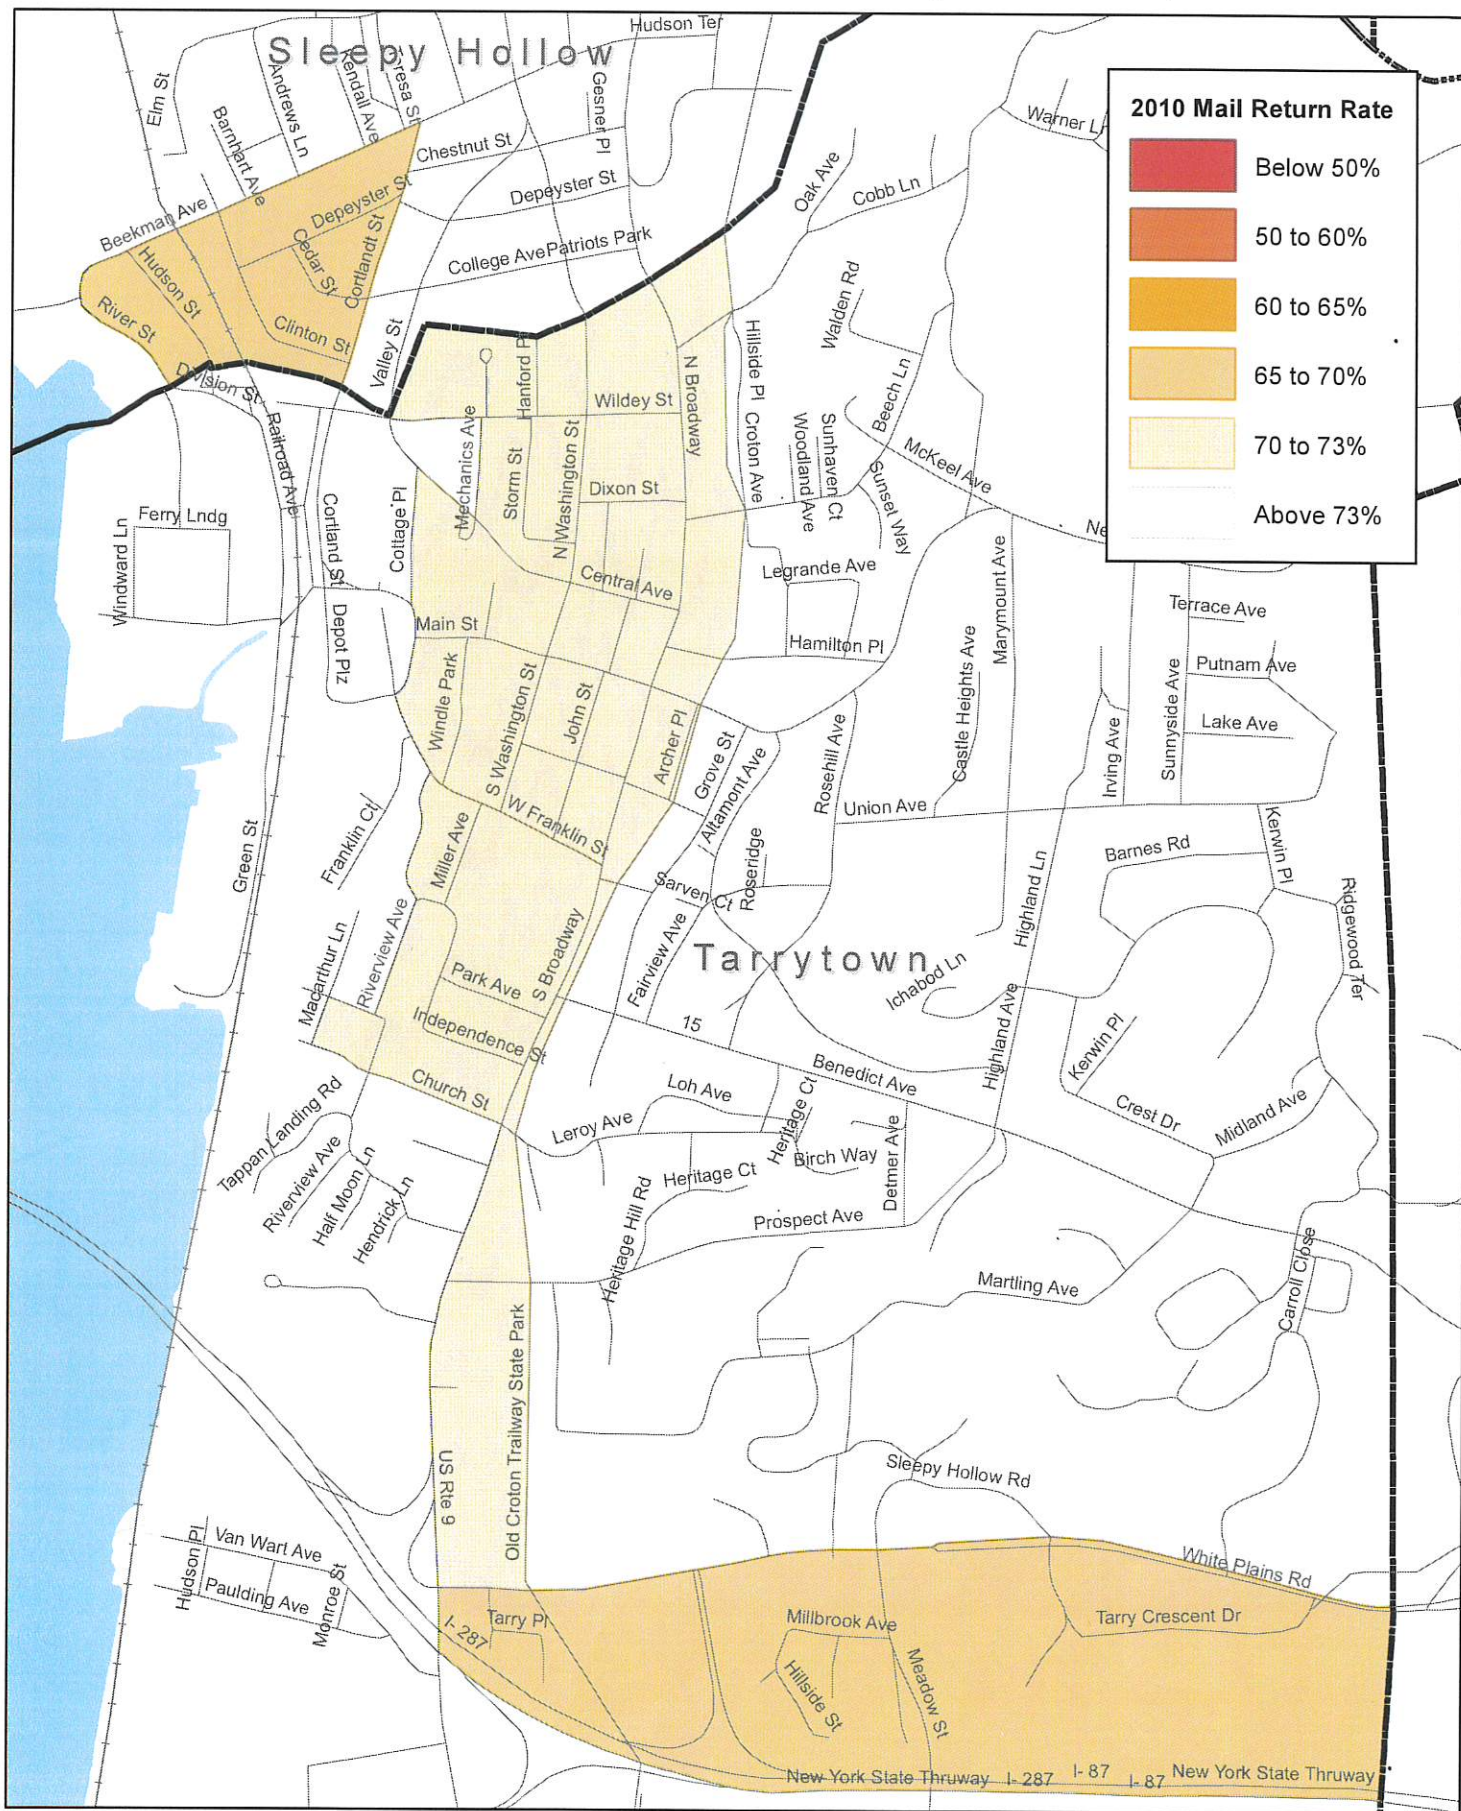 Sleepy Hollow
Hudson Ter
Elm St
Andrews Ln
Kendall Ave
Gesner Pl
Barnhart Ave
Chestnut St
Depeyster St
Depeyster St
Beekman Ave
Cedar St
Cortlandt St
College Ave
Patriots Park
Hudson St
River St
Clinton St
Valley St
Division St
Railroad Ave
Oak Ave
Cobb Ln
Walden Rd
Hillside Pl
N Broadway
Wildey St
Mechanics Ave
Storm St
N Washington St
Dixon St
Croton Ave
Woodland Ave
Sunhaven Ct
Beech Ln
Sunset Way
McKeel Ave
2010 Mail Return Rate
Below 50%
50 to 60%
60 to 65%
65 to 70%
70 to 73%
Above 73%
Ferry Lndg
Windward Ln
Cortland St
Cottage Pl
Central Ave
Legrande Ave
Marymount Ave
Terrace Ave
Main St
Depot Plz
Hamilton Pl
Castle Heights Ave
Putnam Ave
Windle Park
S Washington St
John St
Archer Pl
Grove St
Altamont Ave
Rosehill Ave
Irving Ave
Sunnyside Ave
Lake Ave
Union Ave
W Franklin St
Franklin Ct
Green St
Miller Ave
Roseridge
Sarven Ct
Barnes Rd
Kerwin Pl
Ridgewood Ter
Highland Ln
Macarthur Ln
Riverview Ave
Park Ave
S Broadway
Fairview Ave
Tarrytown
Ichabod Ln
Highland Ave
Independence St
15
Kerwin Pl
Church St
Benedict Ave
Crest Dr
Midland Ave
Loh Ave
Leroy Ave
Heritage Ct
Birch Way
Detmer Ave
Tappan Landing Rd
Riverview Ave
Half Moon Ln
Hendrick Ln
Heritage Ct
Heritage Hill Rd
Prospect Ave
Martling Ave
Carroll Close
Old Croton Trailway State Park
US Rte 9
Sleepy Hollow Rd
Hudson Pl
Van Wart Ave
Paulding Ave
Monroe St
White Plains Rd
I- 287
Tarry Pl
Millbrook Ave
Tarry Crescent Dr
Hillside St
Meadow St
New York State Thruway
I- 287
I- 87
I- 87
New York State Thruway